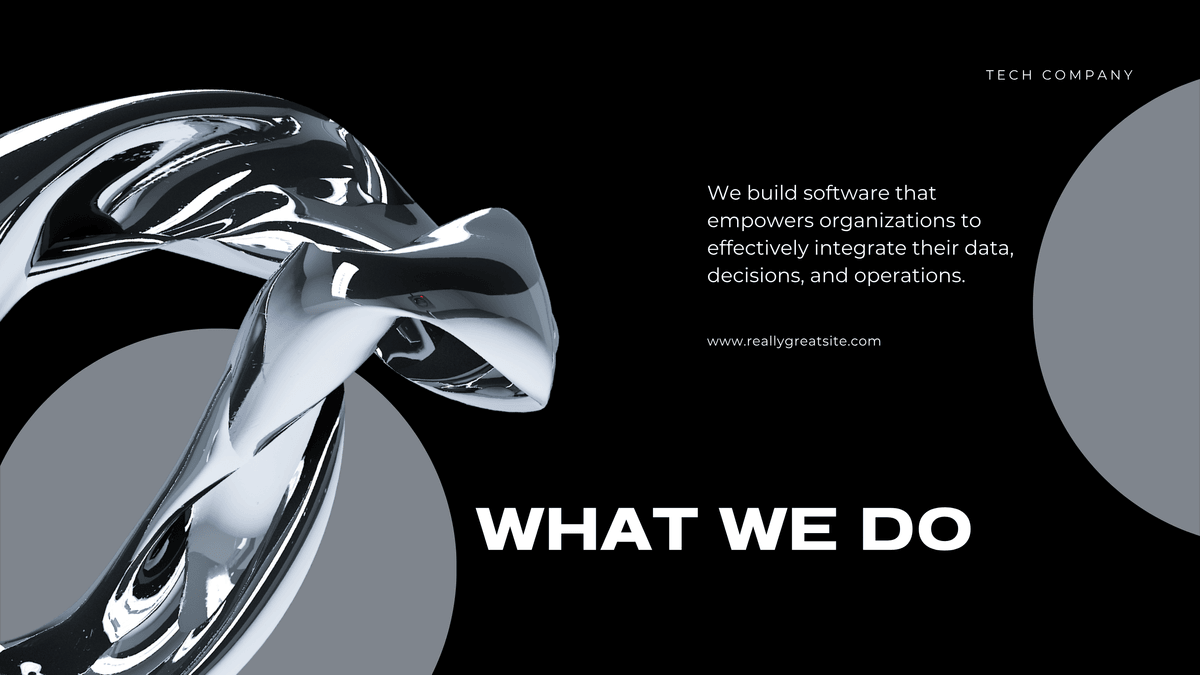 TECH COMPANY
We build software that
empowers organizations to
effectively integrate their data,
decisions, and operations.
www.reallygreatsite.com
WHAT WE DO